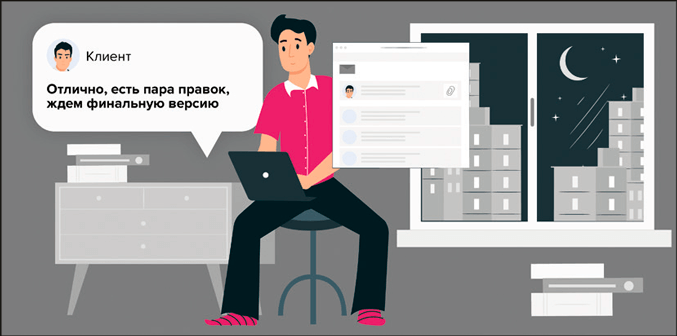 Клиент
Отлично, есть пара правок,
ждем финальную версию